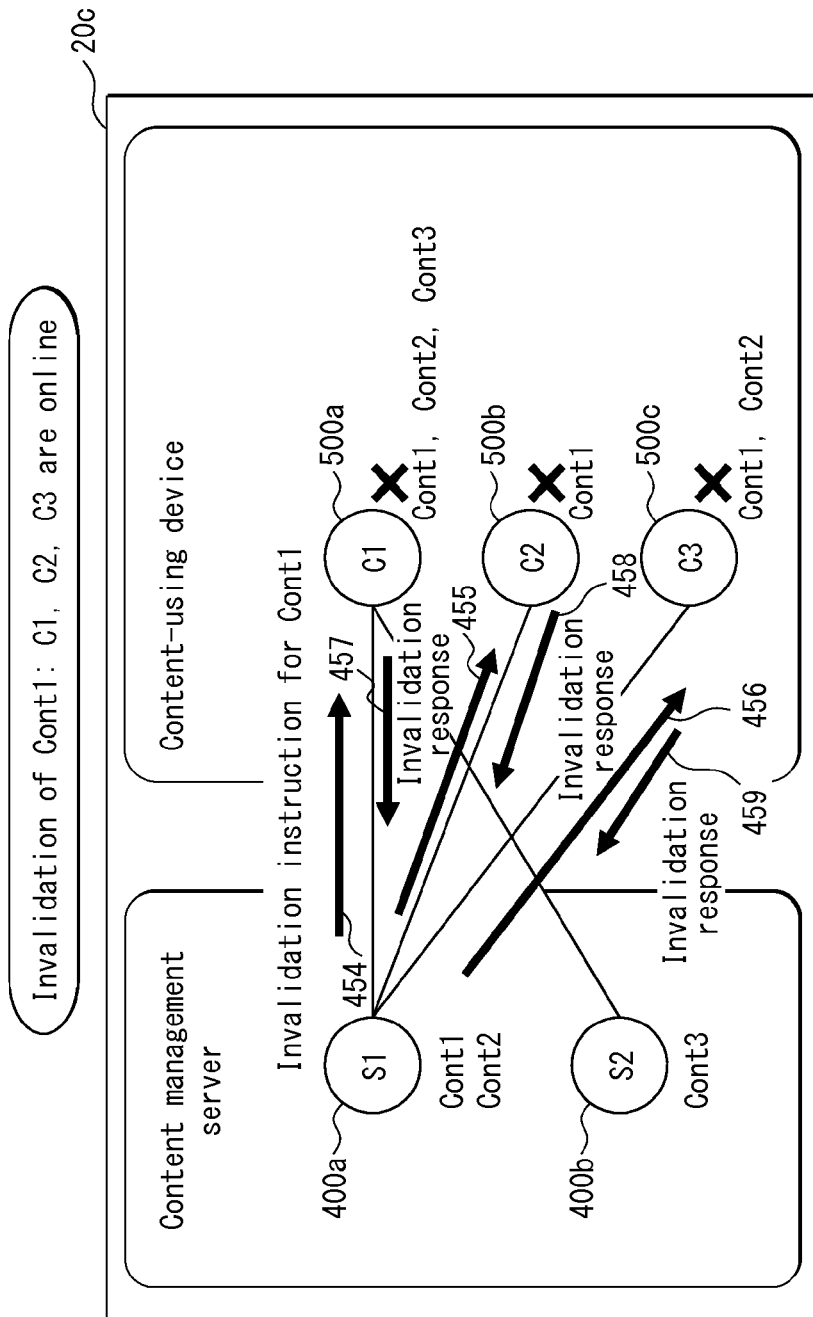 Invalidation of Cont1: C1, C2, C3 are online
20c
Content management
server
Content-using device
Invalidation instruction for Cont1
400a
S1
Cont1
Cont2
400b
S2
Cont3
454
457
Invalidation
response
455
458
Invalidation
response
456
459
Invalidation
response
C1
500a
Cont1, Cont2, Cont3
C2
500b
Cont1
C3
500c
Cont1, Cont2